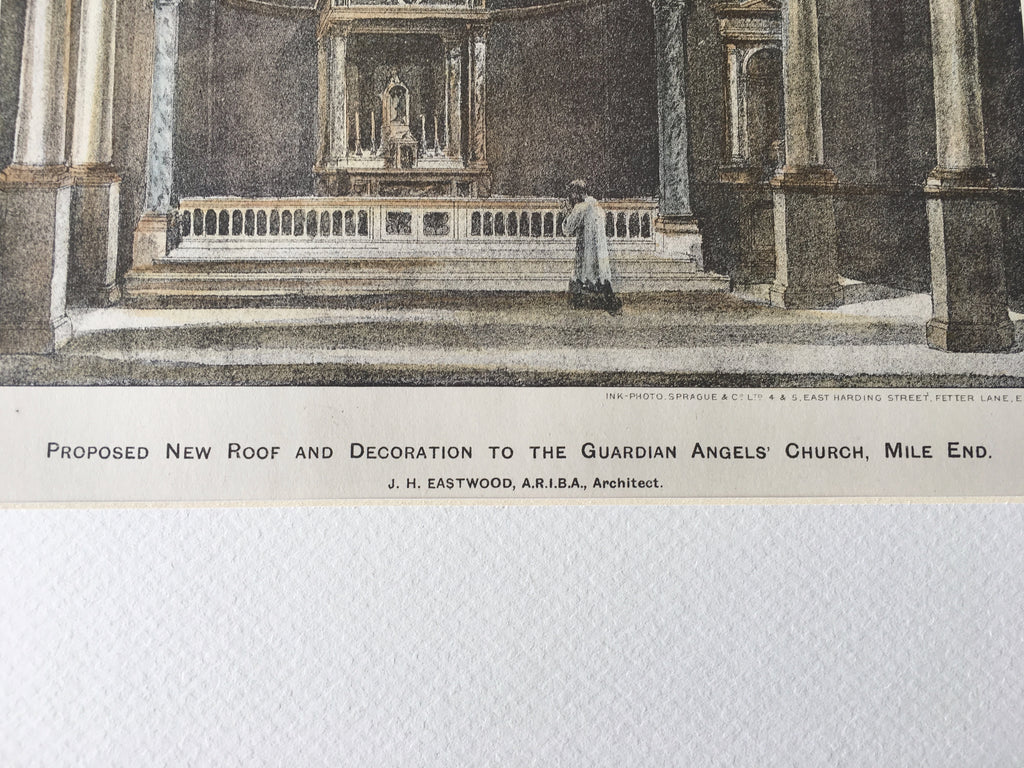 INK-PHOTO. SPRAGUE & Cº LTD 4 & 5, EAST HARDING STREET, FETTER LANE, E
PROPOSED NEW ROOF AND DECORATION TO THE GUARDIAN ANGELS' CHURCH, MILE END.
J. H. EASTWOOD, A.R.I.B.A., Architect.